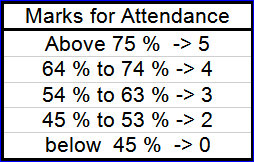 Marks for Attendance
Above 75 % -> 5
64 % to 74 % -> 4
54 % to 63 % -> 3
45 % to 53 % -> 2
below 45 % -> 0